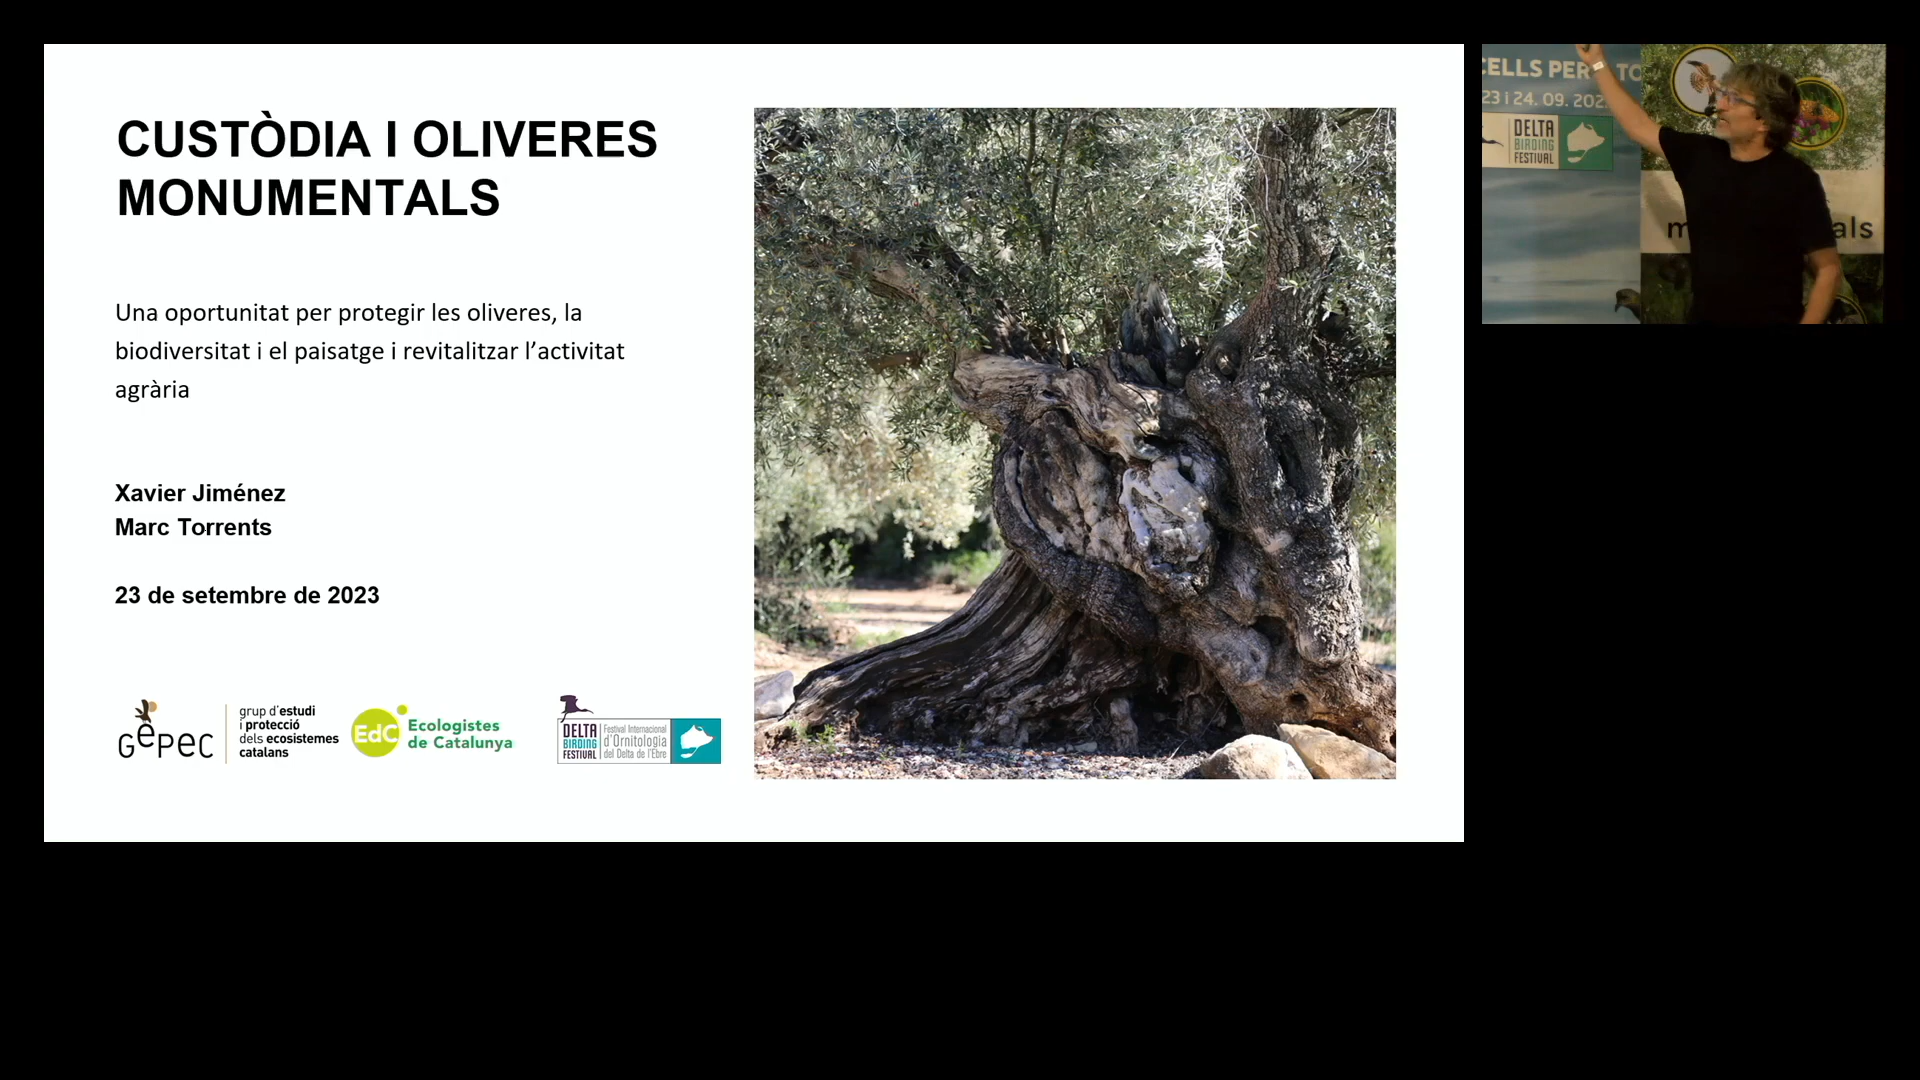 CUSTÒDIA I OLIVERES
MONUMENTALS
Una oportunitat per protegir les oliveres, la
biodiversitat i el paisatge i revitalitzar l’activitat
agrària
Xavier Jiménez
Marc Torrents
23 de setembre de 2023
GEPEC
grup d'estudi
i protecció
dels ecosistemes
catalans
EdC
Ecologistes
de Catalunya
DELTA
BIRDING
FESTIVAL
Festival Internacional
d'Ornitologia
del Delta de l'Ebre
CELLS PER TO
23 i 24. 09. 202
DELTA
BIRDING
FESTIVAL
m als